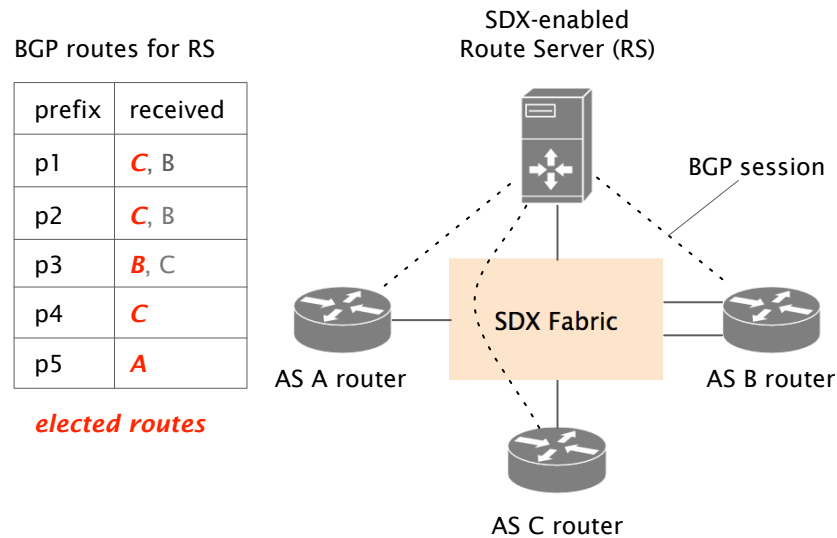 SDX-enabled
Route Server (RS)
BGP routes for RS
prefix received
p1 C, B
p2 C, B
p3 B, C
p4 C
p5 A
elected routes
BGP session
SDX Fabric
AS A router
AS B router
AS C router